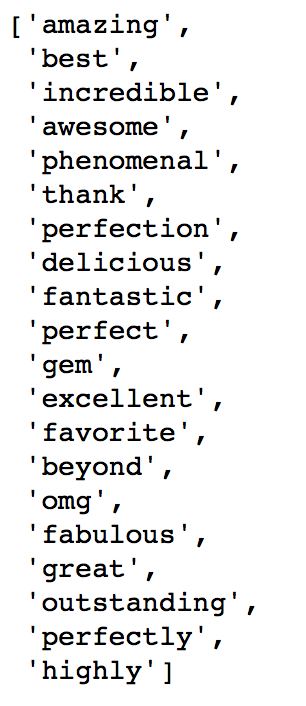 ['amazing',
'best',
'incredible',
'awesome',
'phenomenal',
'thank',
'perfection',
'delicious',
'fantastic',
'perfect',
'gem',
'excellent',
'favorite',
'beyond',
'omg',
'fabulous',
'great',
'outstanding',
'perfectly',
'highly']